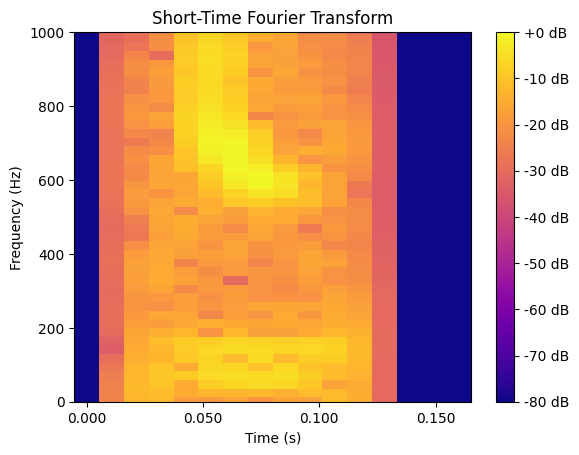 Short-Time Fourier Transform
Frequency (Hz)
1000
800
600
400
200
0
0.000
0.050
0.100
0.150
Time (s)
+0 dB
-10 dB
-20 dB
-30 dB
-40 dB
-50 dB
-60 dB
-70 dB
-80 dB